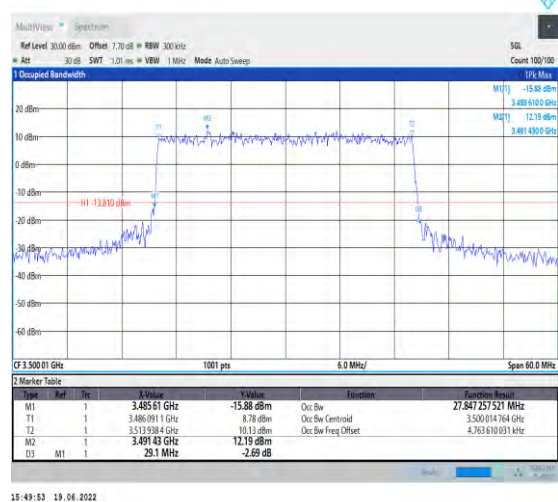 MultiView Spectrum
Ref Level 30.00 dBm Offset 7.70 dB RBW 300 kHz SGL
Att 30 dB SWT 1.01 ms VBW 1 MHz Mode Auto Sweep Count 100/100
1 Occupied Bandwidth 1Pk Max
M1[1] -15.88 dBm
3.485 610 0 GHz
M2[1] 12.19 dBm
3.491 430 0 GHz
20 dBm
M2
T1
10 dBm
0 dBm
-10 dBm
M1
H1 -13.810 dBm
-20 dBm
-30 dBm
-40 dBm
-50 dBm
-60 dBm
CF 3.500 01 GHz 1001 pts 6.0 MHz/ Span 60.0 MHz
2 Marker Table
Type Ref Trc X-Value Y-Value Function Function Result
M1 1 3.485 61 GHz -15.88 dBm Occ Bw 27.847 257 521 MHz
T1 1 3.486 091 1 GHz 8.78 dBm Occ Bw Centroid 3.500 014 764 GHz
T2 1 3.513 938 4 GHz 10.13 dBm Occ Bw Freq Offset 4.763 610 031 kHz
M2 1 3.491 43 GHz 12.19 dBm
D3 M1 1 29.1 MHz -2.69 dB
15:49:53 19.06.2022